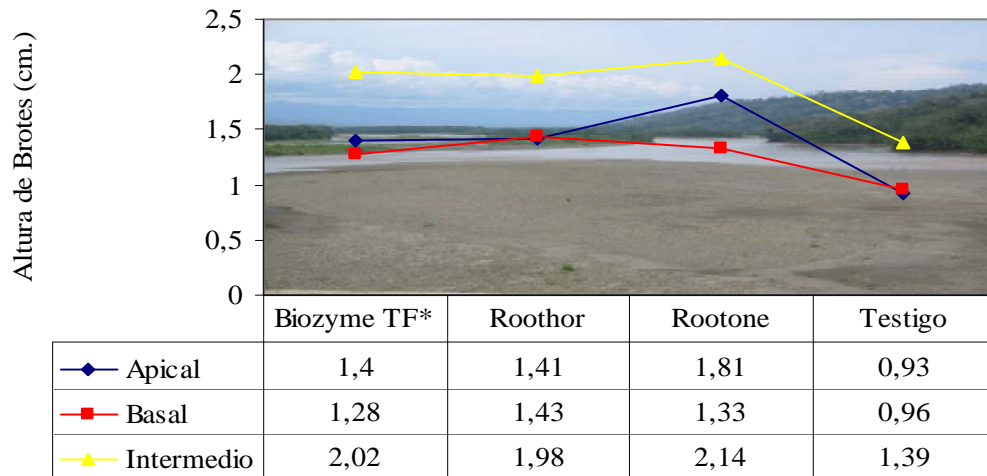 Altura de Brotes (cm.)
2,5
2
1,5
1
0,5
0
Biozyme TF* Roothor Rootone Testigo
Apical 1,4 1,41 1,81 0,93
Basal 1,28 1,43 1,33 0,96
Intermedio 2,02 1,98 2,14 1,39